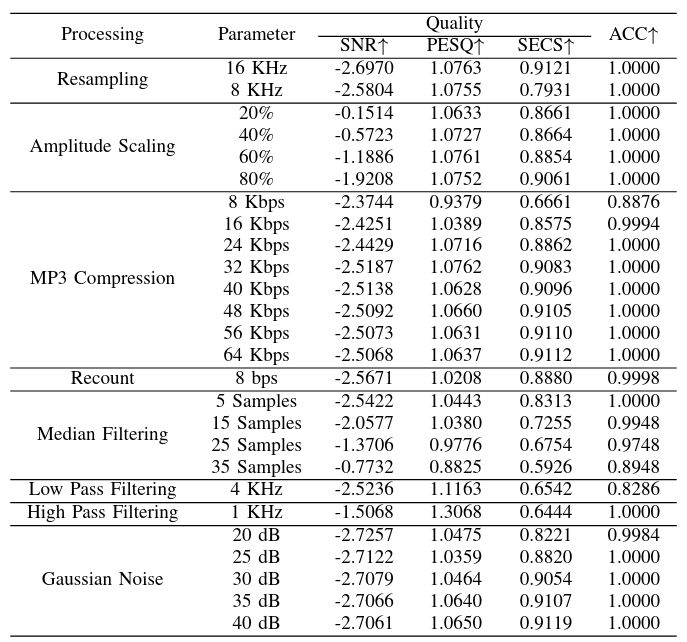 Processing Parameter Quality ACC↑
SNR↑ PESQ↑ SECS↑
Resampling 16 KHz -2.6970 1.0763 0.9121 1.0000
8 KHz -2.5804 1.0755 0.7931 1.0000
Amplitude Scaling 20% -0.1514 1.0633 0.8661 1.0000
40% -0.5723 1.0727 0.8664 1.0000
60% -1.1886 1.0761 0.8854 1.0000
80% -1.9208 1.0752 0.9061 1.0000
MP3 Compression 8 Kbps -2.3744 0.9379 0.6661 0.8876
16 Kbps -2.4251 1.0389 0.8575 0.9994
24 Kbps -2.4429 1.0716 0.8862 1.0000
32 Kbps -2.5187 1.0762 0.9083 1.0000
40 Kbps -2.5138 1.0628 0.9096 1.0000
48 Kbps -2.5092 1.0660 0.9105 1.0000
56 Kbps -2.5073 1.0631 0.9110 1.0000
64 Kbps -2.5068 1.0637 0.9112 1.0000
Recount 8 bps -2.5671 1.0208 0.8880 0.9998
Median Filtering 5 Samples -2.5422 1.0443 0.8313 1.0000
15 Samples -2.0577 1.0380 0.7255 0.9948
25 Samples -1.3706 0.9776 0.6754 0.9748
35 Samples -0.7732 0.8825 0.5926 0.8948
Low Pass Filtering 4 KHz -2.5236 1.1163 0.6542 0.8286
High Pass Filtering 1 KHz -1.5068 1.3068 0.6444 1.0000
Gaussian Noise 20 dB -2.7257 1.0475 0.8221 0.9984
25 dB -2.7122 1.0359 0.8820 1.0000
30 dB -2.7079 1.0464 0.9054 1.0000
35 dB -2.7066 1.0640 0.9107 1.0000
40 dB -2.7061 1.0650 0.9119 1.0000